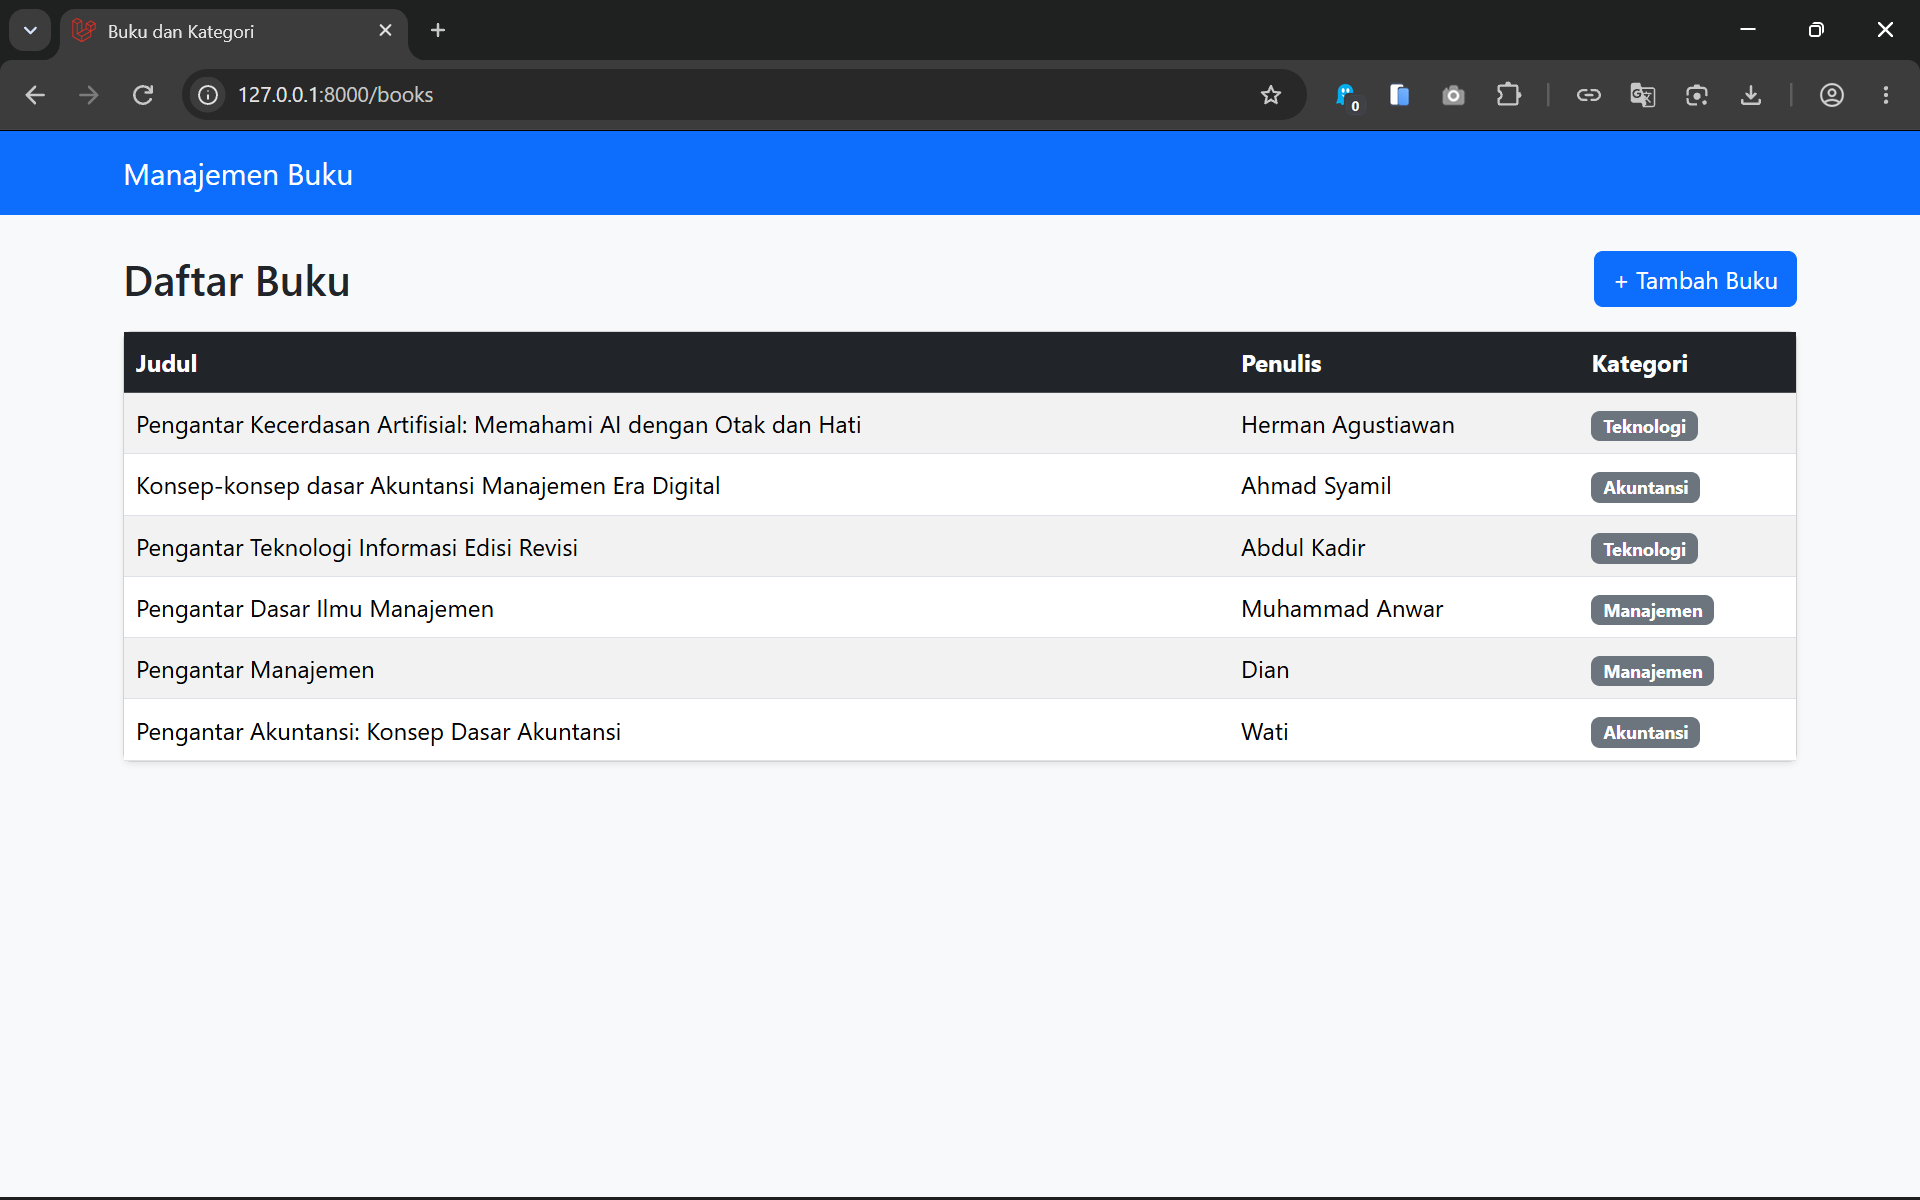 Buku dan Kategori
127.0.0.1:8000/books
0
Manajemen Buku
Daftar Buku
+ Tambah Buku
Judul Penulis Kategori
Pengantar Kecerdasan Artifisial: Memahami AI dengan Otak dan Hati Herman Agustiawan Teknologi
Konsep-konsep dasar Akuntansi Manajemen Era Digital Ahmad Syamil Akuntansi
Pengantar Teknologi Informasi Edisi Revisi Abdul Kadir Teknologi
Pengantar Dasar Ilmu Manajemen Muhammad Anwar Manajemen
Pengantar Manajemen Dian Manajemen
Pengantar Akuntansi: Konsep Dasar Akuntansi Wati Akuntansi